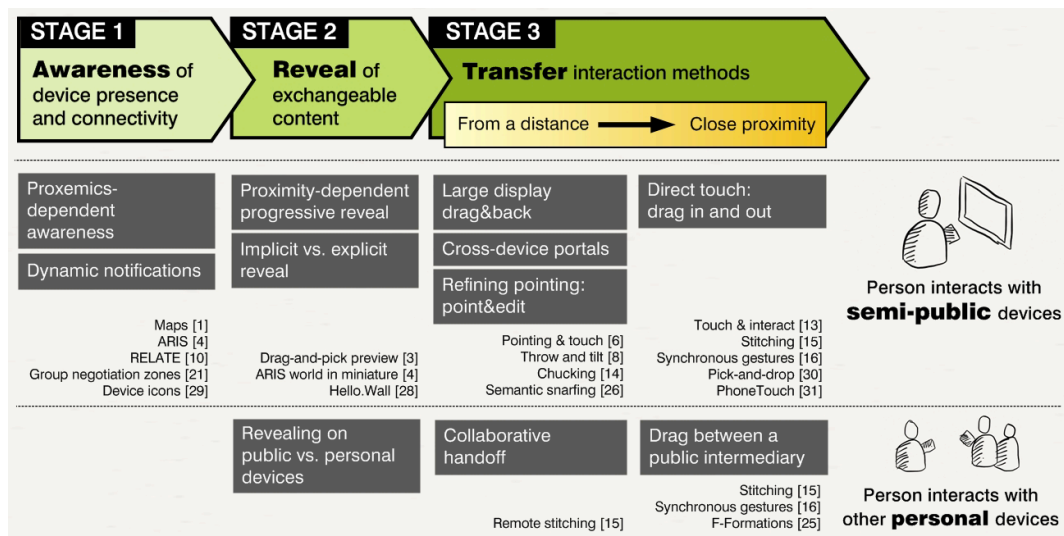 STAGE 1
Awareness of
device presence
and connectivity
STAGE 2
Reveal of
exchangeable
content
STAGE 3
Transfer interaction methods
From a distance
Close proximity
Proxemics-
dependent
awareness
Dynamic notifications
Maps [1]
ARIS [4]
RELATE [10]
Group negotiation zones [21]
Device icons [29]
Proximity-dependent
progressive reveal
Implicit vs. explicit
reveal
Drag-and-pick preview [3]
ARIS world in miniature [4]
Hello.Wall [28]
Large display
drag&back
Cross-device portals
Refining pointing:
point&edit
Pointing & touch [6]
Throw and tilt [8]
Chucking [14]
Semantic snarfing [26]
Direct touch:
drag in and out
Touch & interact [13]
Stitching [15]
Synchronous gestures [16]
Pick-and-drop [30]
PhoneTouch [31]
Person interacts with
semi-public devices
Revealing on
public vs. personal
devices
Collaborative
handoff
Remote stitching [15]
Drag between a
public intermediary
Stitching [15]
Synchronous gestures [16]
F-Formations [25]
Person interacts with
other personal devices